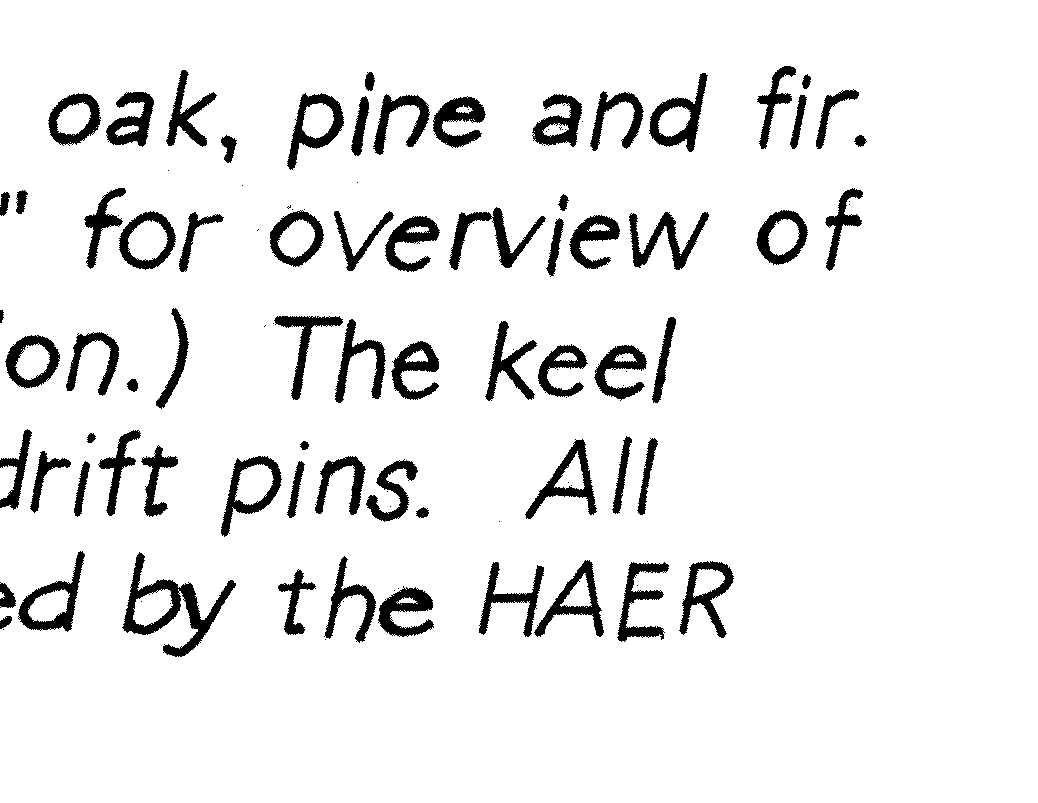 oak, pine and fir.
" for overview of
on.) The keel
drift pins. All
ed by the HAER